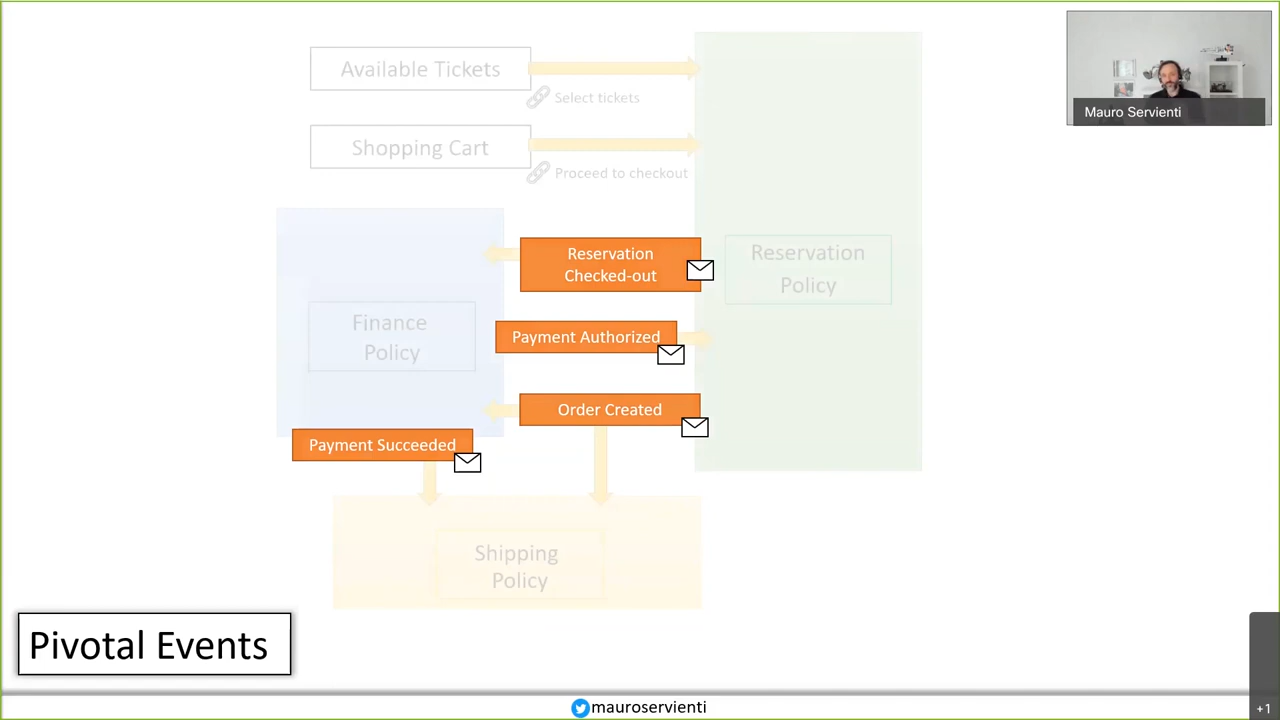 Available Tickets
Select tickets
Shopping Cart
Proceed to checkout
Mauro Servienti
Reservation
Checked-out
Reservation
Policy
Payment Authorized
Finance
Policy
Order Created
Payment Succeeded
Shipping
Policy
Pivotal Events
mauroservienti
+1